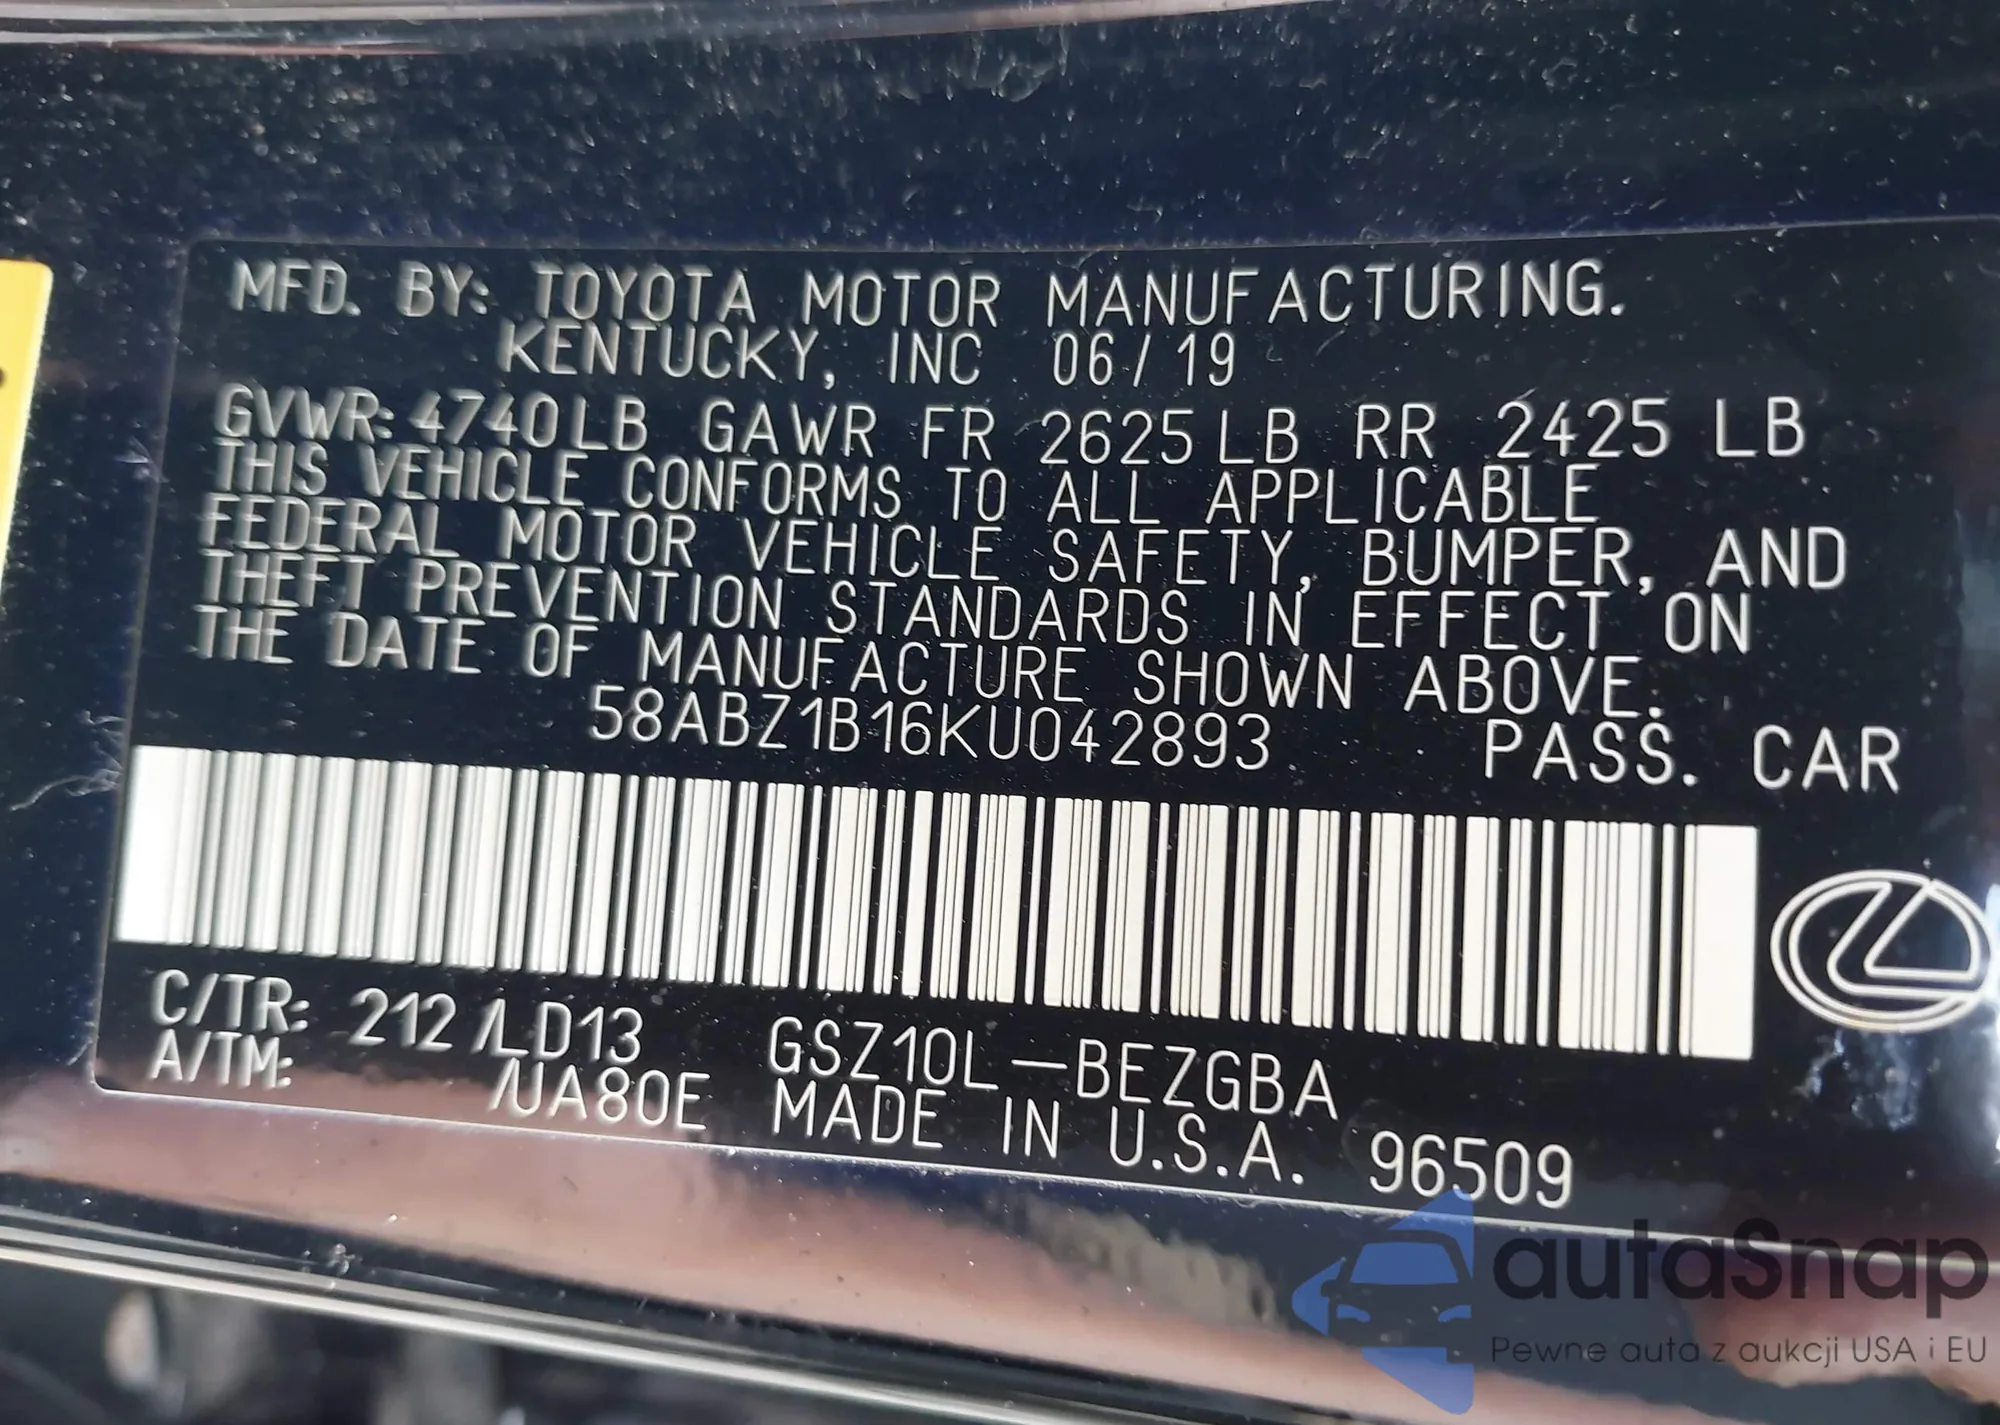 MFD. BY: TOYOTA MOTOR MANUFACTURING.
KENTUCKY, INC 06/19
GVWR: 4740LB GAWR FR 2625LB RR 2425 LB
THIS VEHICLE CONFORMS TO ALL APPLICABLE
FEDERAL MOTOR VEHICLE SAFETY, BUMPER, AND
THEFT PREVENTION STANDARDS IN EFFECT ON
THE DATE OF MANUFACTURE SHOWN ABOVE.
58ABZ1B16KU042893 PASS. CAR
C/TR: 212/LD13 GSZ10L-BEZGBA
A/TM: /UA80E MADE IN U.S.A. 96509
autaSnap
Pewne auta z aukcji USA i EU